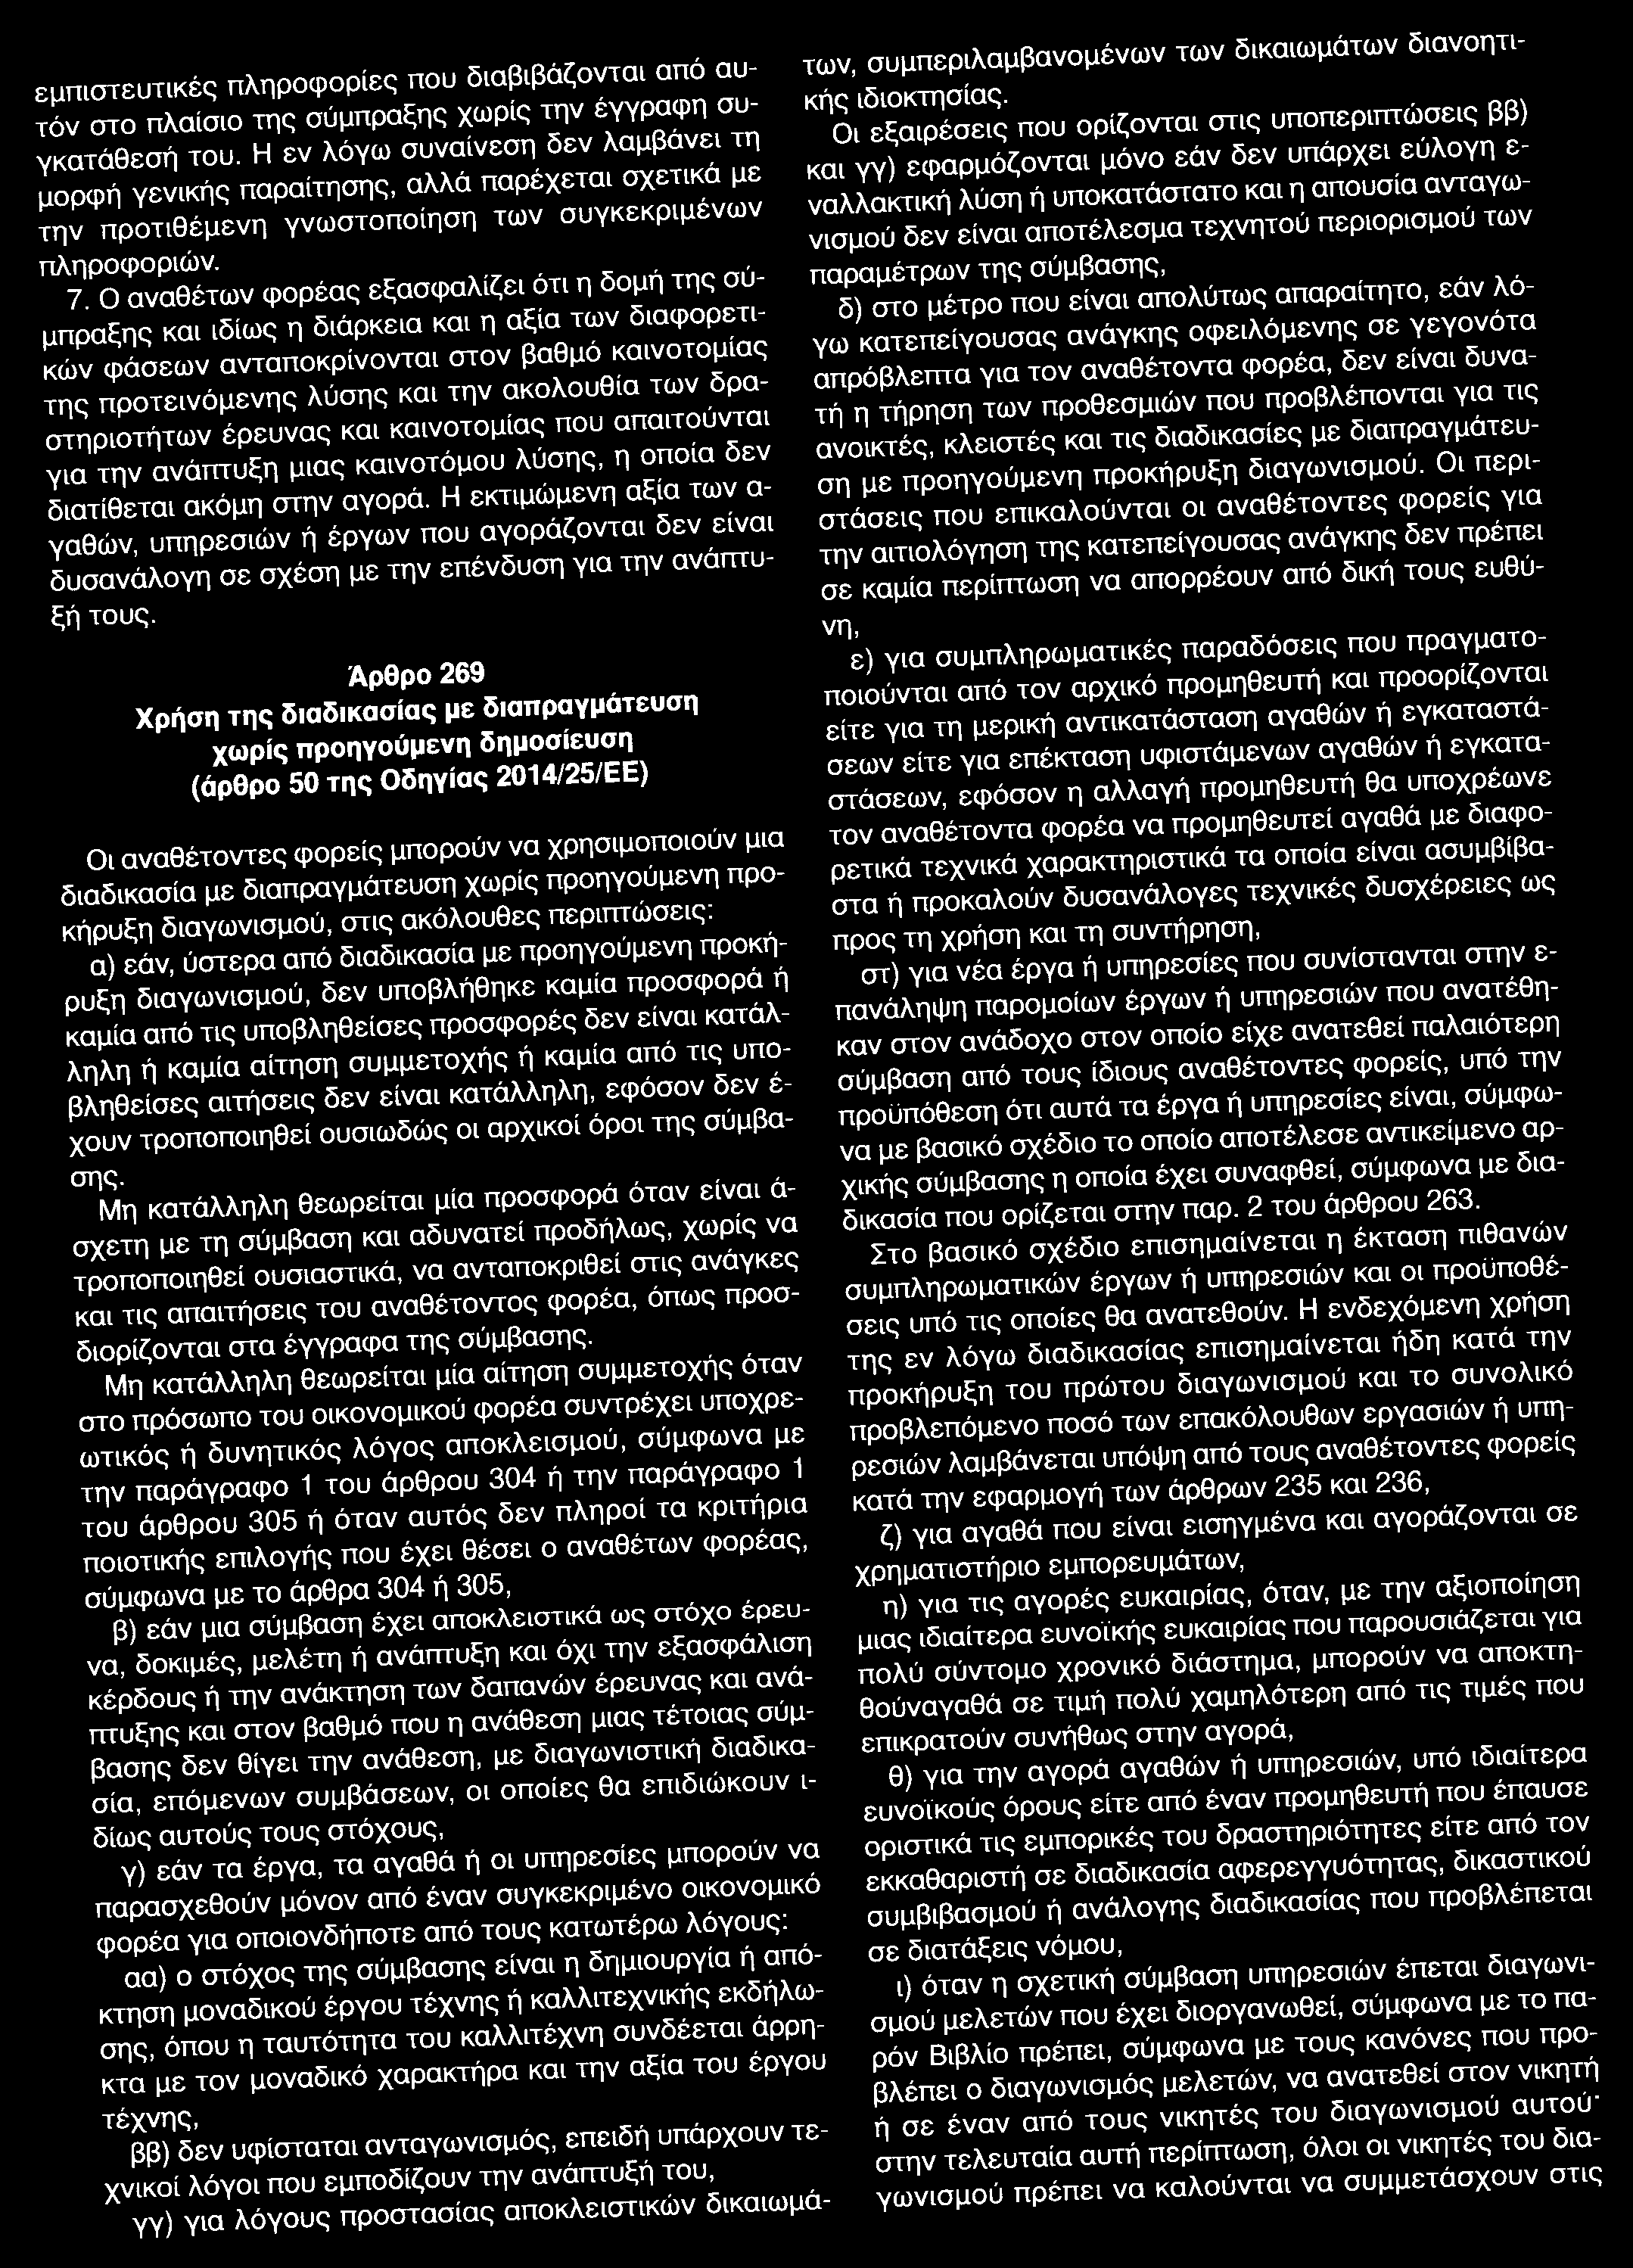 εμπιστευτικές πληροφορίες που διαβιβάζονται από αυ-
τόν στο πλαίσιο της σύμπραξης χωρίς την έγγραφη συ-
γκατάθεσή του. Η εν λόγω συναίνεση δεν λαμβάνει τη
μορφή γενικής παραίτησης, αλλά παρέχεται σχετικά με
την προτιθέμενη γνωστοποίηση των συγκεκριμένων
πληροφοριών.
7. Ο αναθέτων φορέας εξασφαλίζει ότι η δομή της σύ-
μπραξης και ιδίως η διάρκεια και η αξία των διαφορετι-
κών φάσεων ανταποκρίνονται στον βαθμό καινοτομίας
της προτεινόμενης λύσης και την ακολουθία των δρα-
στηριοτήτων έρευνας και καινοτομίας που απαιτούνται
για την ανάπτυξη μιας καινοτόμου λύσης, η οποία δεν
διατίθεται ακόμη στην αγορά. Η εκτιμώμενη αξία των α-
γαθών, υπηρεσιών ή έργων που αγοράζονται δεν είναι
δυσανάλογη σε σχέση με την επένδυση για την ανάπτυ-
ξή τους.
Άρθρο 269
Χρήση της διαδικασίας με διαπραγμάτευση
χωρίς προηγούμενη δημοσίευση
(άρθρο 50 της Οδηγίας 2014/25/ΕΕ)
Οι αναθέτοντες φορείς μπορούν να χρησιμοποιούν μια
διαδικασία με διαπραγμάτευση χωρίς προηγούμενη προ-
κήρυξη διαγωνισμού, στις ακόλουθες περιπτώσεις:
α) εάν, ύστερα από διαδικασία με προηγούμενη προκή-
ρυξη διαγωνισμού, δεν υποβλήθηκε καμία προσφορά ή
καμία από τις υποβληθείσες προσφορές δεν είναι κατάλ-
ληλη ή καμία αίτηση συμμετοχής ή καμία από τις υπο-
βληθείσες αιτήσεις δεν είναι κατάλληλη, εφόσον δεν έ-
χουν τροποποιηθεί ουσιωδώς οι αρχικοί όροι της σύμβα-
σης.
Μη κατάλληλη θεωρείται μία προσφορά όταν είναι ά-
σχετη με τη σύμβαση και αδυνατεί προδήλως, χωρίς να
τροποποιηθεί ουσιαστικά, να ανταποκριθεί στις ανάγκες
και τις απαιτήσεις του αναθέτοντος φορέα, όπως προσ-
διορίζονται στα έγγραφα της σύμβασης.
Μη κατάλληλη θεωρείται μία αίτηση συμμετοχής όταν
στο πρόσωπο του οικονομικού φορέα συντρέχει υποχρε-
ωτικός ή δυνητικός λόγος αποκλεισμού, σύμφωνα με
την παράγραφο 1 του άρθρου 304 ή την παράγραφο 1
του άρθρου 305 ή όταν αυτός δεν πληροί τα κριτήρια
ποιοτικής επιλογής που έχει θέσει ο αναθέτων φορέας,
σύμφωνα με το άρθρα 304 ή 305,
β) εάν μια σύμβαση έχει αποκλειστικά ως στόχο έρευ-
να, δοκιμές, μελέτη ή ανάπτυξη και όχι την εξασφάλιση
κέρδους ή την ανάκτηση των δαπανών έρευνας και ανά-
πτυξης και στον βαθμό που η ανάθεση μιας τέτοιας σύμ-
βασης δεν θίγει την ανάθεση, με διαγωνιστική διαδικα-
σία, επόμενων συμβάσεων, οι οποίες θα επιδιώκουν ι-
δίως αυτούς τους στόχους,
γ) εάν τα έργα, τα αγαθά ή οι υπηρεσίες μπορούν να
παρασχεθούν μόνον από έναν συγκεκριμένο οικονομικό
φορέα για οποιονδήποτε από τους κατωτέρω λόγους:
αα) ο στόχος της σύμβασης είναι η δημιουργία ή από-
κτηση μοναδικού έργου τέχνης ή καλλιτεχνικής εκδήλω-
σης, όπου η ταυτότητα του καλλιτέχνη συνδέεται άρρη-
κτα με τον μοναδικό χαρακτήρα και την αξία του έργου
τέχνης,
ββ) δεν υφίσταται ανταγωνισμός, επειδή υπάρχουν τε-
χνικοί λόγοι που εμποδίζουν την ανάπτυξή του,
γγ) για λόγους προστασίας αποκλειστικών δικαιωμά-
των, συμπεριλαμβανομένων των δικαιωμάτων διανοητι-
κής ιδιοκτησίας.
Οι εξαιρέσεις που ορίζονται στις υποπεριπτώσεις ββ)
και γγ) εφαρμόζονται μόνο εάν δεν υπάρχει εύλογη ε-
ναλλακτική λύση ή υποκατάστατο και η απουσία ανταγω-
νισμού δεν είναι αποτέλεσμα τεχνητού περιορισμού των
παραμέτρων της σύμβασης,
δ) στο μέτρο που είναι απολύτως απαραίτητο, εάν λό-
γω κατεπείγουσας ανάγκης οφειλόμενης σε γεγονότα
απρόβλεπτα για τον αναθέτοντα φορέα, δεν είναι δυνα-
τή η τήρηση των προθεσμιών που προβλέπονται για τις
ανοικτές, κλειστές και τις διαδικασίες με διαπραγμάτευ-
ση με προηγούμενη προκήρυξη διαγωνισμού. Οι περι-
στάσεις που επικαλούνται οι αναθέτοντες φορείς για
την αιτιολόγηση της κατεπείγουσας ανάγκης δεν πρέπει
σε καμία περίπτωση να απορρέουν από δική τους ευθύ-
νη,
ε) για συμπληρωματικές παραδόσεις που πραγματο-
ποιούνται από τον αρχικό προμηθευτή και προορίζονται
είτε για τη μερική αντικατάσταση αγαθών ή εγκαταστά-
σεων είτε για επέκταση υφιστάμενων αγαθών ή εγκατα-
στάσεων, εφόσον η αλλαγή προμηθευτή θα υποχρέωνε
τον αναθέτοντα φορέα να προμηθευτεί αγαθά με διαφο-
ρετικά τεχνικά χαρακτηριστικά τα οποία είναι ασυμβίβα-
στα ή προκαλούν δυσανάλογες τεχνικές δυσχέρειες ως
προς τη χρήση και τη συντήρηση,
στ) για νέα έργα ή υπηρεσίες που συνίστανται στην ε-
πανάληψη παρομοίων έργων ή υπηρεσιών που ανατέθη-
καν στον ανάδοχο στον οποίο είχε ανατεθεί παλαιότερη
σύμβαση από τους ίδιους αναθέτοντες φορείς, υπό την
προϋπόθεση ότι αυτά τα έργα ή υπηρεσίες είναι, σύμφω-
να με βασικό σχέδιο το οποίο αποτέλεσε αντικείμενο αρ-
χικής σύμβασης η οποία έχει συναφθεί, σύμφωνα με δια-
δικασία που ορίζεται στην παρ. 2 του άρθρου 263.
Στο βασικό σχέδιο επισημαίνεται η έκταση πιθανών
συμπληρωματικών έργων ή υπηρεσιών και οι προϋποθέ-
σεις υπό τις οποίες θα ανατεθούν. Η ενδεχόμενη χρήση
της εν λόγω διαδικασίας επισημαίνεται ήδη κατά την
προκήρυξη του πρώτου διαγωνισμού και το συνολικό
προβλεπόμενο ποσό των επακόλουθων εργασιών ή υπη-
ρεσιών λαμβάνεται υπόψη από τους αναθέτοντες φορείς
κατά την εφαρμογή των άρθρων 235 και 236,
ζ) για αγαθά που είναι εισηγμένα και αγοράζονται σε
χρηματιστήριο εμπορευμάτων,
η) για τις αγορές ευκαιρίας, όταν, με την αξιοποίηση
μιας ιδιαίτερα ευνοϊκής ευκαιρίας που παρουσιάζεται για
πολύ σύντομο χρονικό διάστημα, μπορούν να αποκτη-
θούναγαθά σε τιμή πολύ χαμηλότερη από τις τιμές που
επικρατούν συνήθως στην αγορά,
θ) για την αγορά αγαθών ή υπηρεσιών, υπό ιδιαίτερα
ευνοϊκούς όρους είτε από έναν προμηθευτή που έπαυσε
οριστικά τις εμπορικές του δραστηριότητες είτε από τον
εκκαθαριστή σε διαδικασία αφερεγγυότητας, δικαστικού
συμβιβασμού ή ανάλογης διαδικασίας που προβλέπεται
σε διατάξεις νόμου,
ι) όταν η σχετική σύμβαση υπηρεσιών έπεται διαγωνι-
σμού μελετών που έχει διοργανωθεί, σύμφωνα με το πα-
ρόν Βιβλίο πρέπει, σύμφωνα με τους κανόνες που προ-
βλέπει ο διαγωνισμός μελετών, να ανατεθεί στον νικητή
ή σε έναν από τους νικητές του διαγωνισμού αυτού·
στην τελευταία αυτή περίπτωση, όλοι οι νικητές του δια-
γωνισμού πρέπει να καλούνται να συμμετάσχουν στις